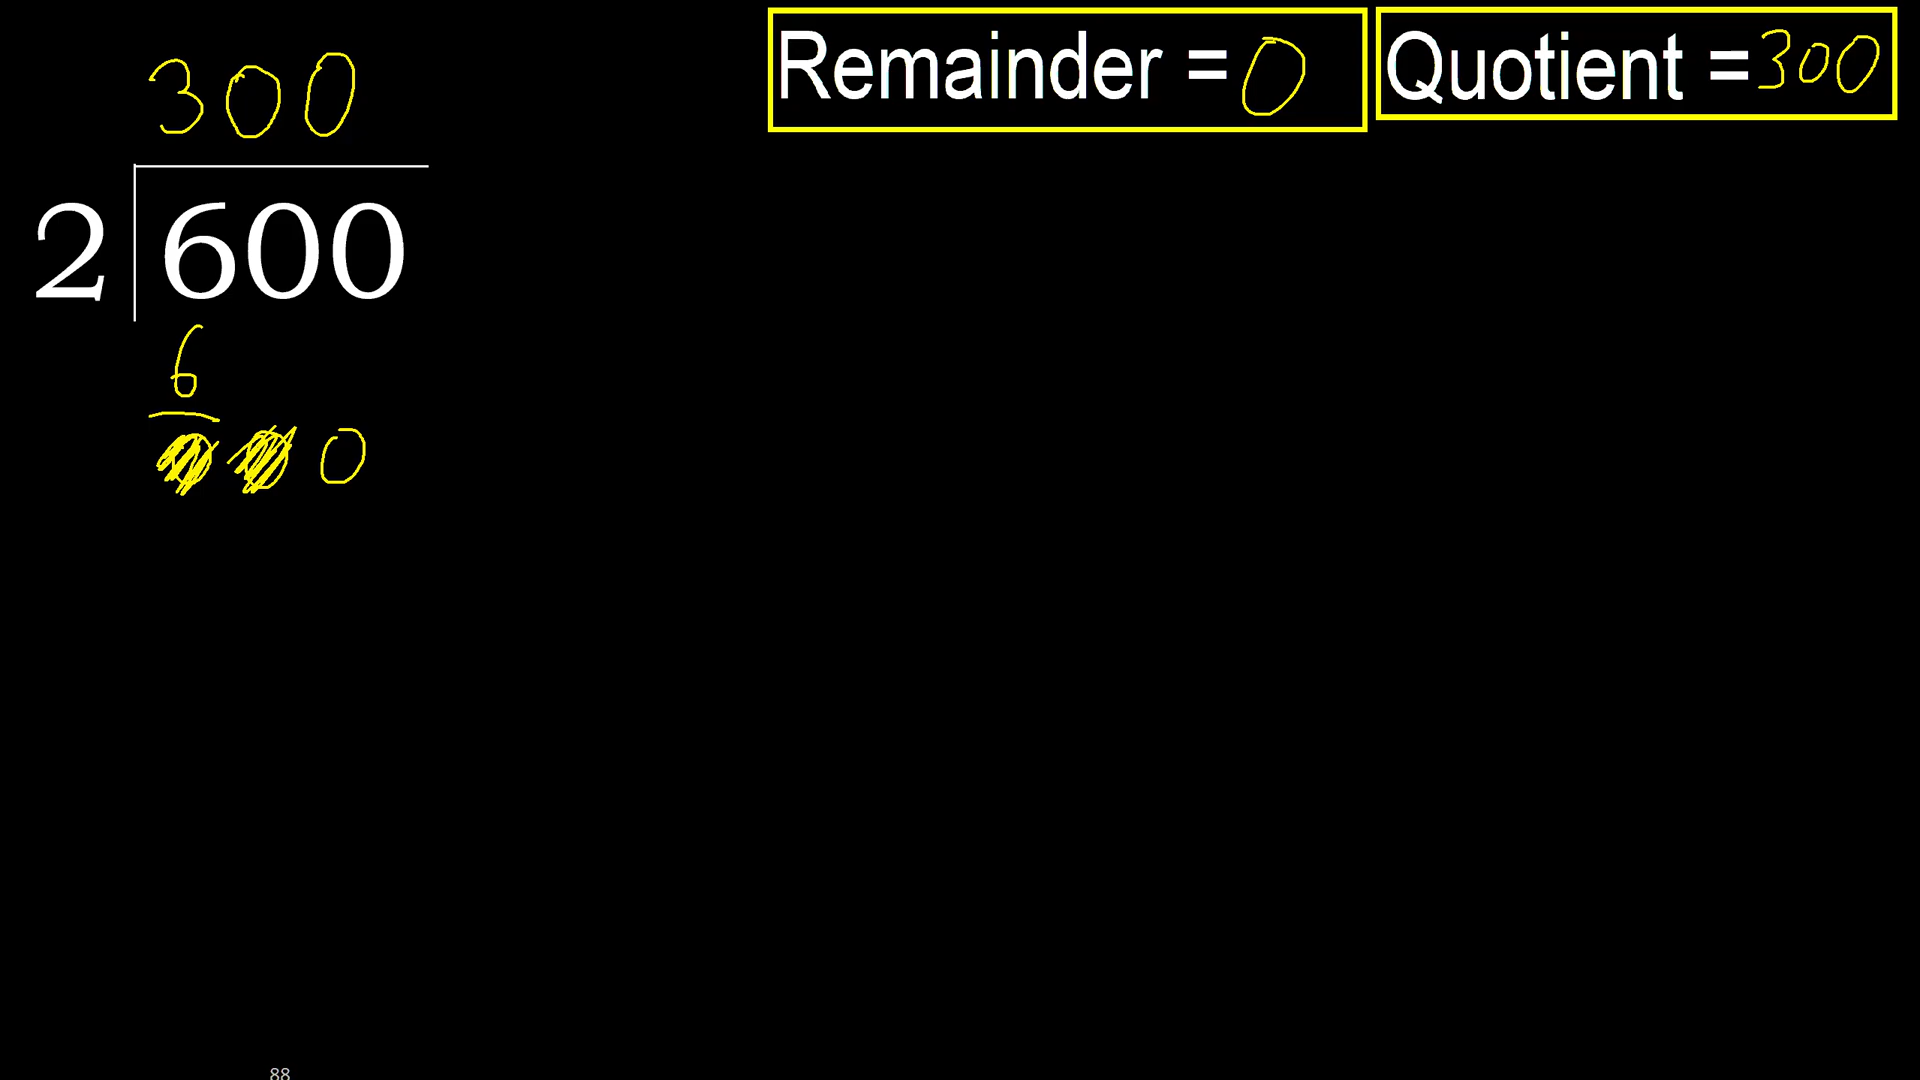 Remainder = 0
Quotient = 300
300
2 600
6
0
88